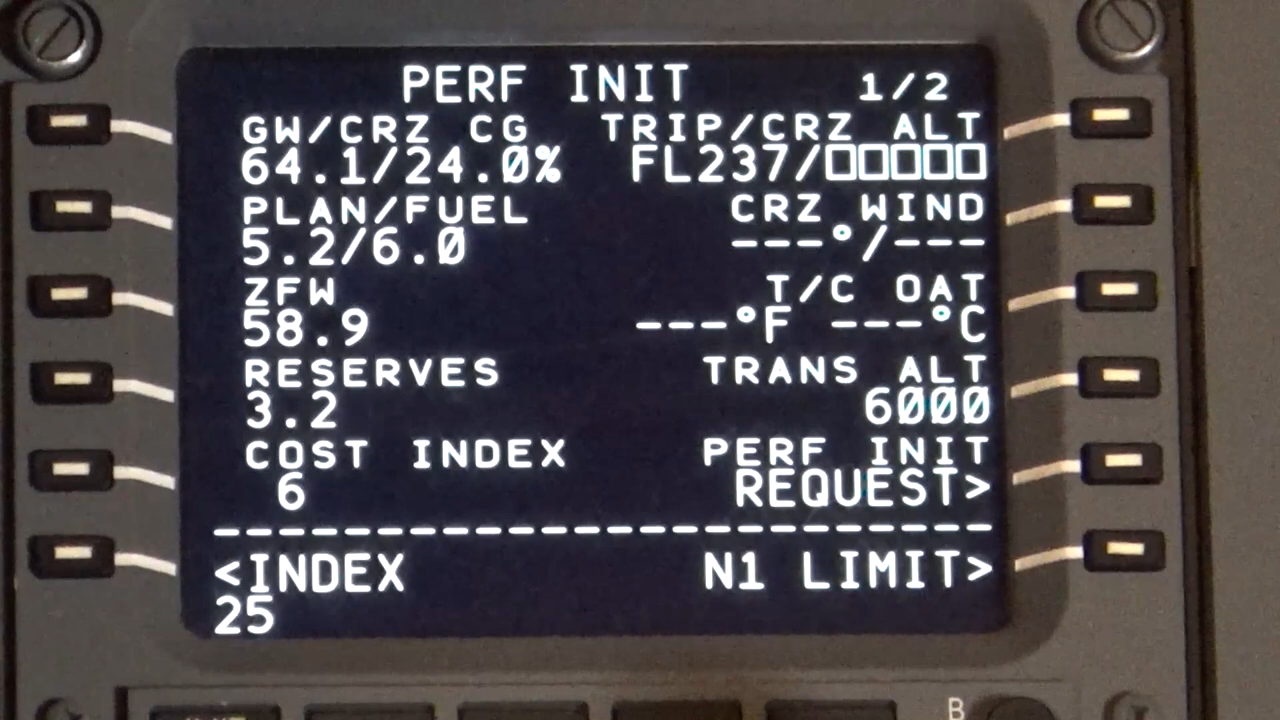 PERF INIT 1/2
GW/CRZ CG TRIP/CRZ ALT
64.1/24.0% FL237/□□□□□
PLAN/FUEL CRZ WIND
5.2/6.0 ---°/---
ZFW T/C OAT
58.9 ---°F ---°C
RESERVES TRANS ALT
3.2 6000
COST INDEX PERF INIT
6 REQUEST>
--------------------------
<INDEX N1 LIMIT>
25
B